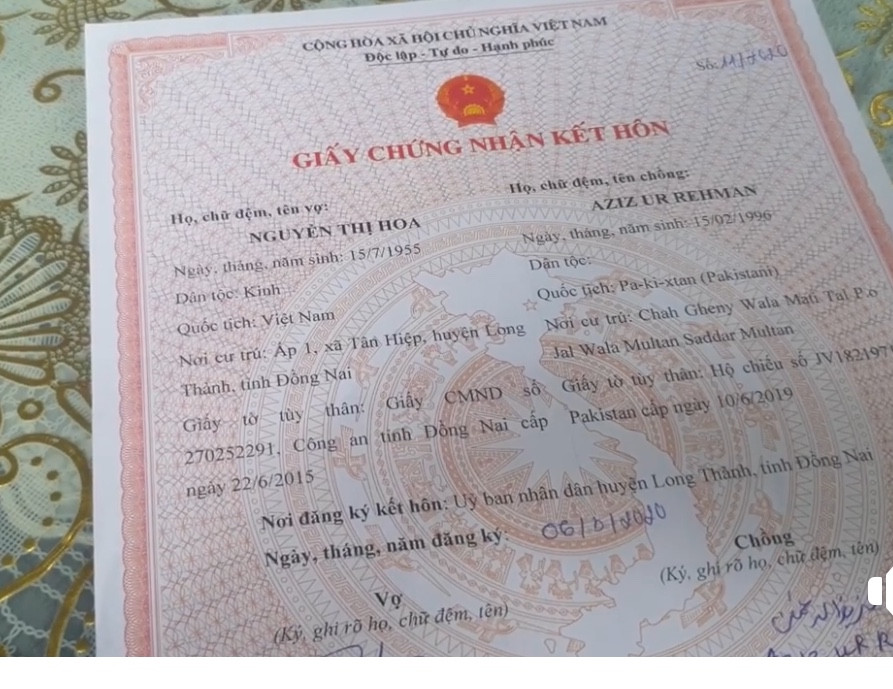 CỘNG HÒA XÃ HỘI CHỦ NGHĨA VIỆT NAM
Độc lập - Tự do - Hạnh phúc
Số: 11/2020
GIẤY CHỨNG NHẬN KẾT HÔN
Họ, chữ đệm, tên vợ:
NGUYỄN THỊ HOA
Ngày, tháng, năm sinh: 15/7/1955
Dân tộc: Kinh
Quốc tịch: Việt Nam
Nơi cư trú: Ấp 1, xã Tân Hiệp, huyện Long
Thành, tỉnh Đồng Nai
Giấy tờ tùy thân: Giấy CMND số
270252291, Công an tỉnh Đồng Nai cấp
ngày 22/6/2015
Họ, chữ đệm, tên chồng:
AZIZ UR REHMAN
Ngày, tháng, năm sinh: 15/02/1996
Dân tộc:
Quốc tịch: Pa-ki-xtan (Pakistani)
Nơi cư trú: Chah Gheny Wala Mati Tal P.o
Jal Wala Multan Saddar Multan
Giấy tờ tùy thân: Hộ chiếu số
Pakistan cấp ngày 10/6/2019
Nơi đăng ký kết hôn: Uỷ ban nhân dân huyện Long Thành, tỉnh Đồng Nai
Ngày, tháng, năm đăng ký:
Vợ
(Ký, ghi rõ họ, chữ đệm, tên)
Chồng
(Ký, ghi rõ họ, chữ đệm, tên)